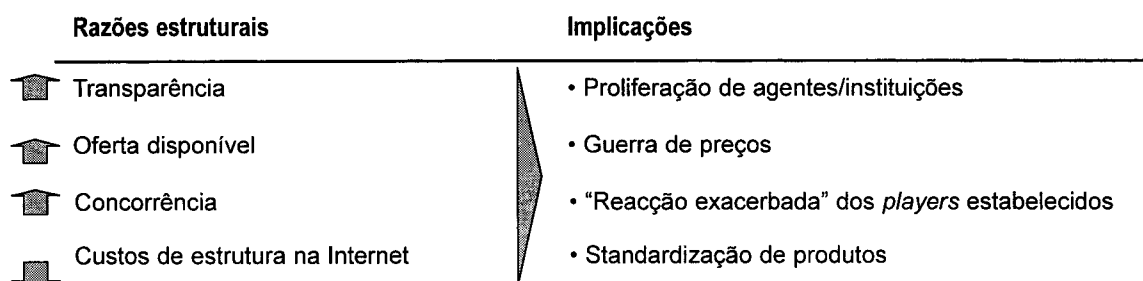 Razões estruturais
Implicações
Transparência
• Proliferação de agentes/instituições
Oferta disponível
• Guerra de preços
Concorrência
• “Reacção exacerbada” dos players estabelecidos
Custos de estrutura na Internet
• Standardização de produtos